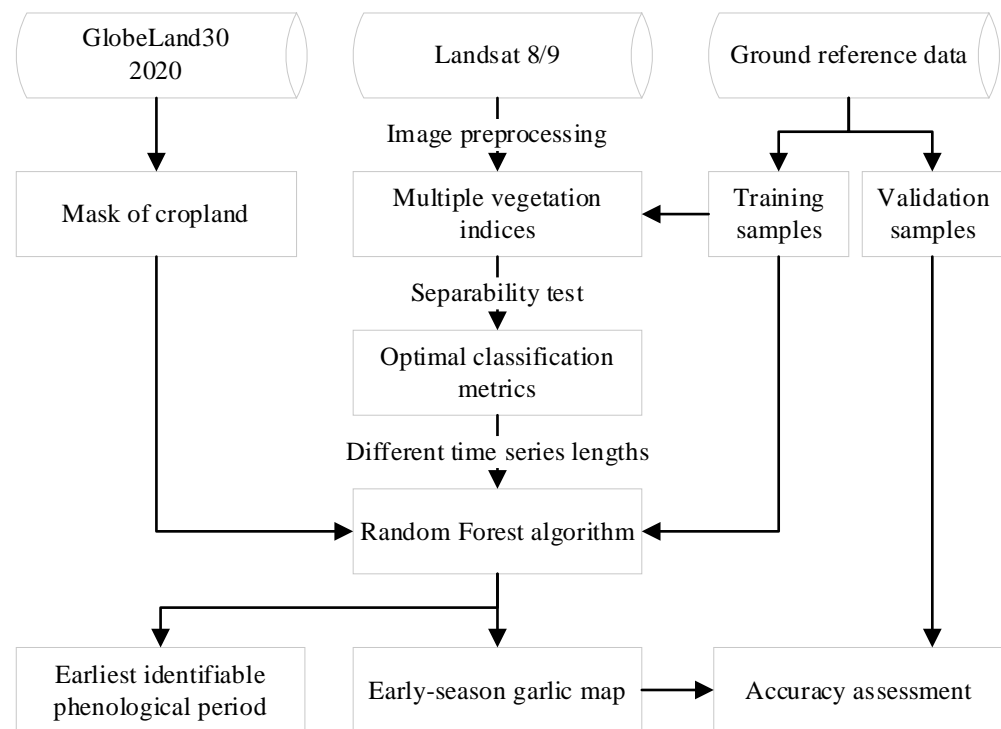 GlobeLand30
2020
Landsat 8/9
Ground reference data
Image preprocessing
Mask of cropland
Multiple vegetation
indices
Training
samples
Validation
samples
Separability test
Optimal classification
metrics
Different time series lengths
Random Forest algorithm
Earliest identifiable
phenological period
Early-season garlic map
Accuracy assessment